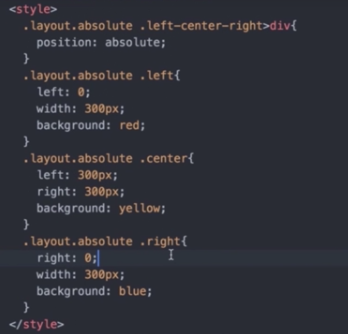 <style>
.layout.absolute .left-center-right>div{
position: absolute;
}
.layout.absolute .left{
left: 0;
width: 300px;
background: red;
}
.layout.absolute .center{
left: 300px;
right: 300px;
background: yellow;
}
.layout.absolute .right{
right: 0;
width: 300px;
background: blue;
}
</style>